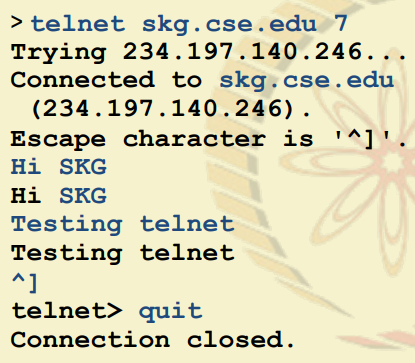 > telnet skg.cse.edu 7
Trying 234.197.140.246...
Connected to skg.cse.edu
(234.197.140.246).
Escape character is '^]'.
Hi SKG
Hi SKG
Testing telnet
Testing telnet
^]
telnet> quit
Connection closed.